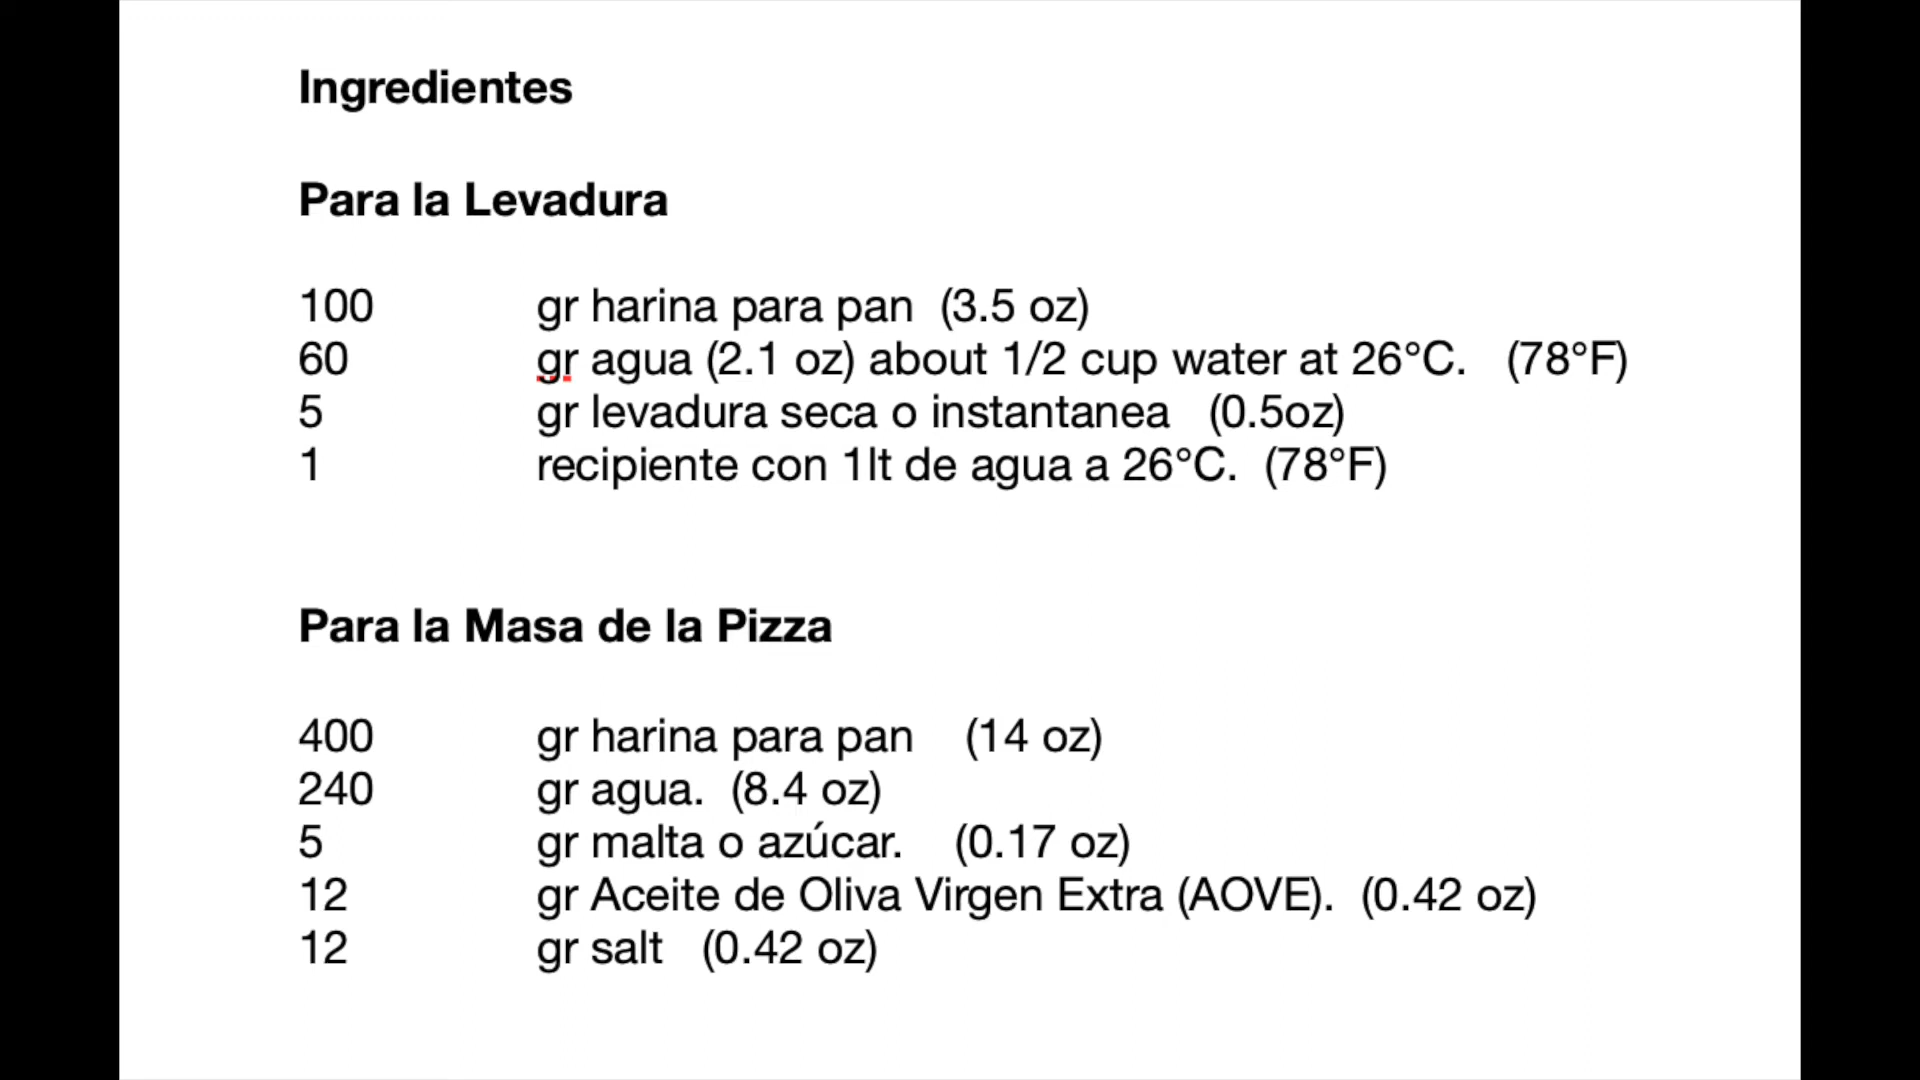 Ingredientes
Para la Levadura
100 gr harina para pan (3.5 oz)
60 gr agua (2.1 oz) about 1/2 cup water at 26°C. (78°F)
5 gr levadura seca o instantanea (0.5oz)
1 recipiente con 1lt de agua a 26°C. (78°F)
Para la Masa de la Pizza
400 gr harina para pan (14 oz)
240 gr agua. (8.4 oz)
5 gr malta o azúcar. (0.17 oz)
12 gr Aceite de Oliva Virgen Extra (AOVE). (0.42 oz)
12 gr salt (0.42 oz)